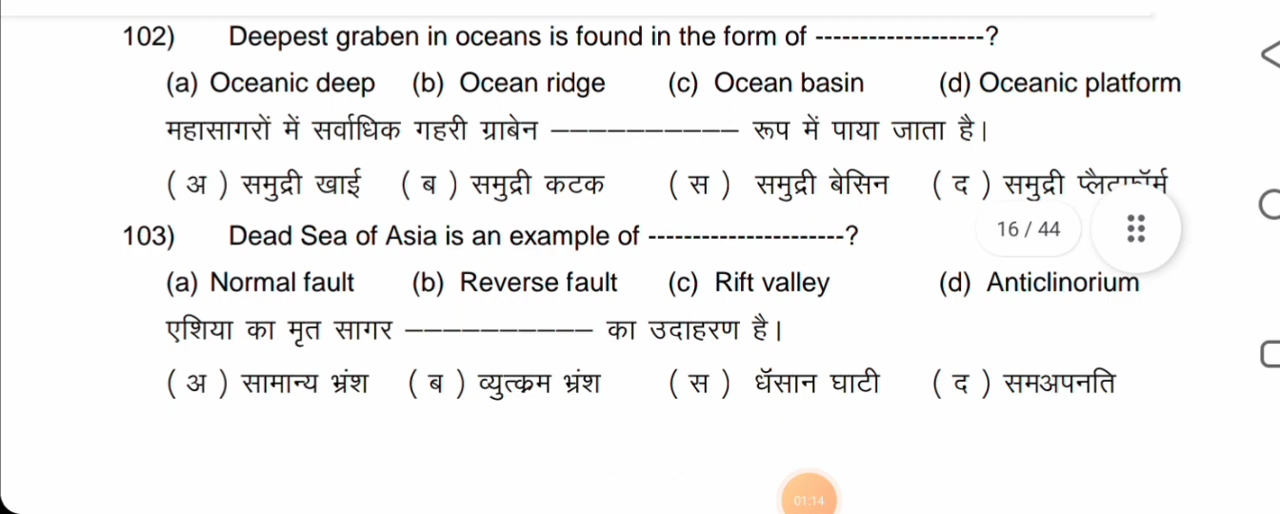 102) Deepest graben in oceans is found in the form of -------------------?
(a) Oceanic deep (b) Ocean ridge (c) Ocean basin (d) Oceanic platform
महासागरों में सर्वाधिक गहरी ग्राबेन —————————— रूप में पाया जाता है।
( अ ) समुद्री खाई ( ब ) समुद्री कटक ( स ) समुद्री बेसिन ( द ) समुद्री प्लैटफॉर्म
103) Dead Sea of Asia is an example of ----------------------?
16 / 44
(a) Normal fault (b) Reverse fault (c) Rift valley (d) Anticlinorium
एशिया का मृत सागर —————————— का उदाहरण है।
( अ ) सामान्य भ्रंश ( ब ) व्युत्क्रम भ्रंश ( स ) धॅसान घाटी ( द ) समअपनति
01:14